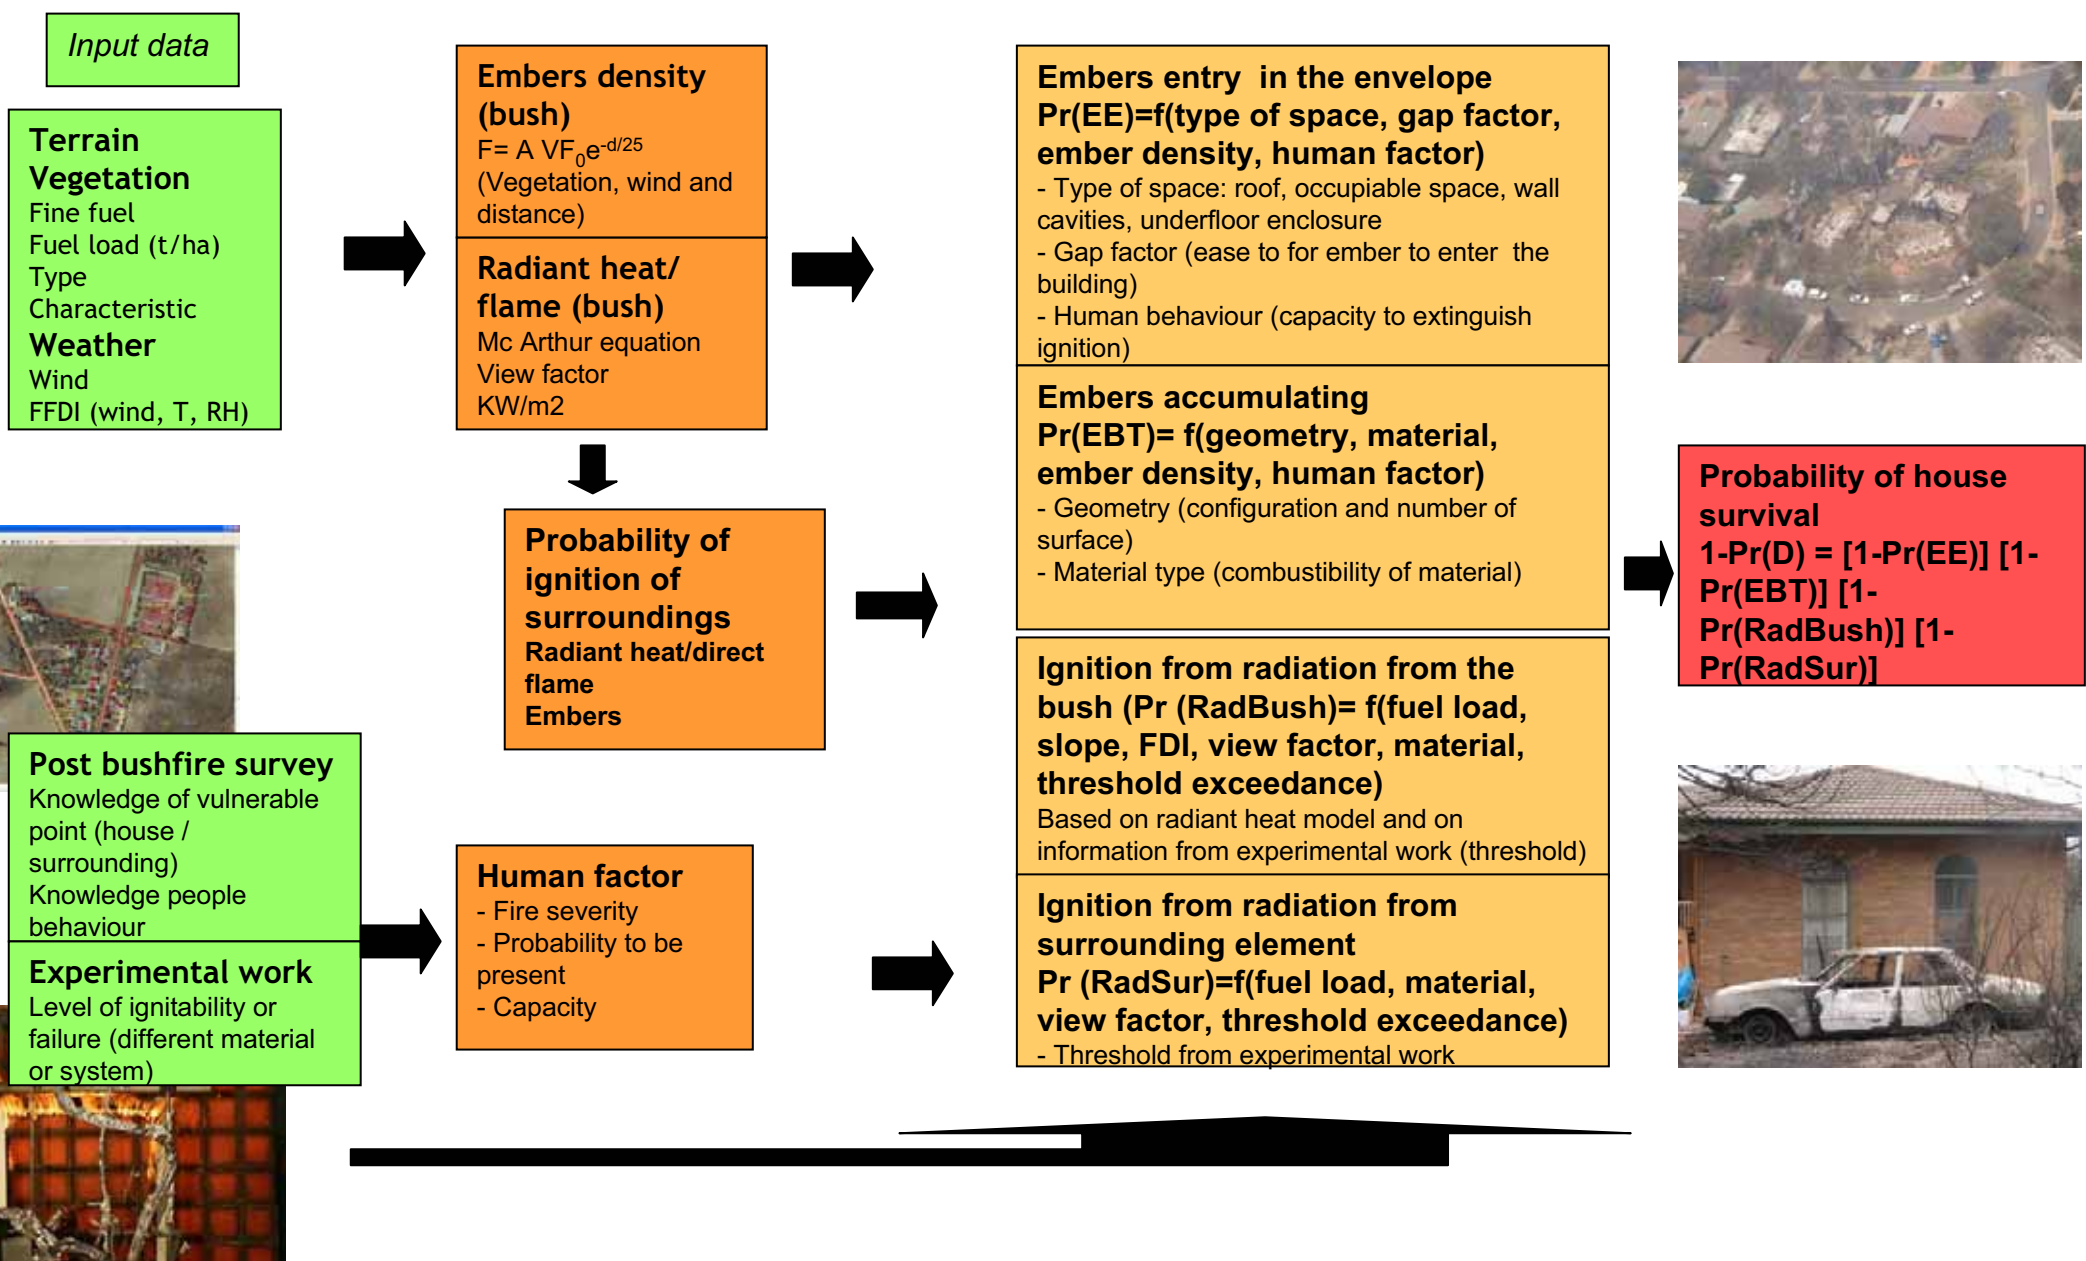 Input data
Terrain
Vegetation
Fine fuel
Fuel load (t/ha)
Type
Characteristic
Weather
Wind
FFDI (wind, T, RH)
Embers density
(bush)
F= A VF0e-d/25
(Vegetation, wind and
distance)
Radiant heat/
flame (bush)
Mc Arthur equation
View factor
KW/m2
Probability of
ignition of
surroundings
Radiant heat/direct
flame
Embers
Post bushfire survey
Knowledge of vulnerable
point (house /
surrounding)
Knowledge people
behaviour
Experimental work
Level of ignitability or
failure (different material
or system)
Human factor
- Fire severity
- Probability to be
present
- Capacity
Embers entry  in the envelope
Pr(EE)=f(type of space, gap factor,
ember density, human factor)
- Type of space: roof, occupiable space, wall
cavities, underfloor enclosure
- Gap factor (ease to for ember to enter  the
building)
- Human behaviour (capacity to extinguish
ignition)
Embers accumulating
Pr(EBT)= f(geometry, material,
ember density, human factor)
- Geometry (configuration and number of
surface)
- Material type (combustibility of material)
Ignition from radiation from the
bush (Pr (RadBush)= f(fuel load,
slope, FDI, view factor, material,
threshold exceedance)
Based on radiant heat model and on
information from experimental work (threshold)
Ignition from radiation from
surrounding element
Pr (RadSur)=f(fuel load, material,
view factor, threshold exceedance)
- Threshold from experimental work
Probability of house
survival
1-Pr(D) = [1-Pr(EE)] [1-
Pr(EBT)] [1-
Pr(RadBush)] [1-
Pr(RadSur)]